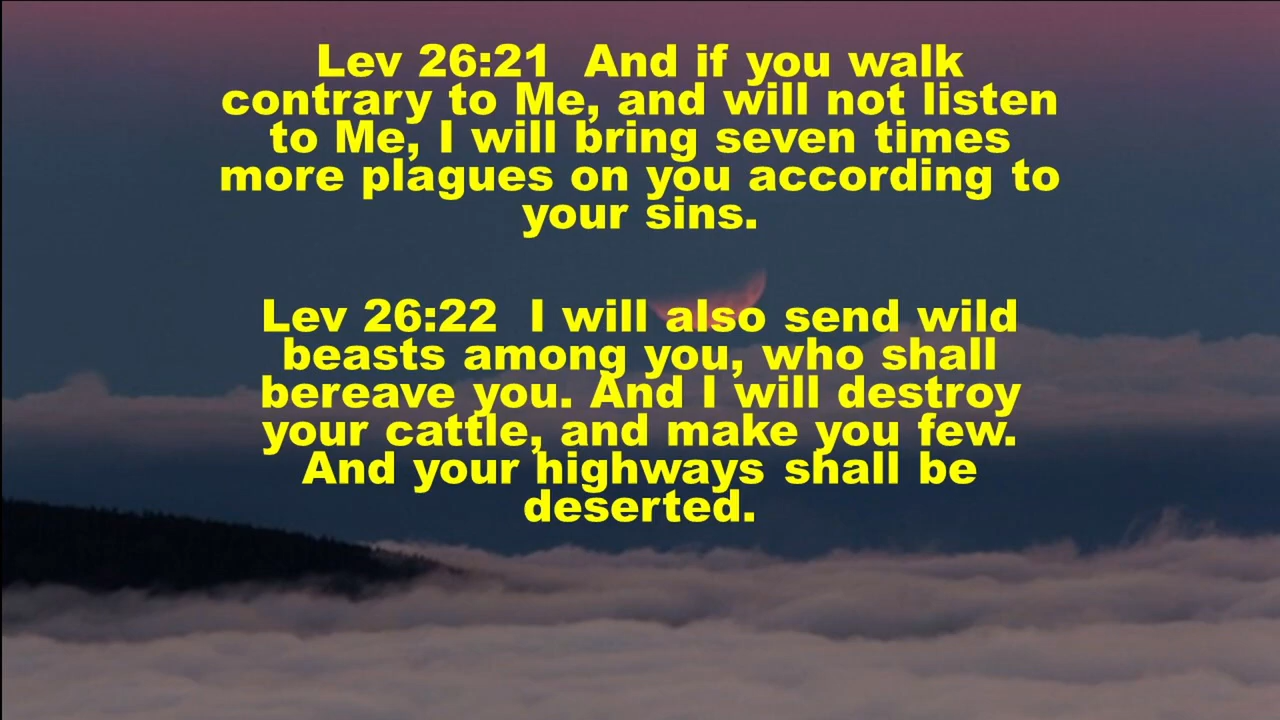 Lev 26:21  And if you walk
contrary to Me, and will not listen
to Me, I will bring seven times
more plagues on you according to
your sins.
Lev 26:22  I will also send wild
beasts among you, who shall
bereave you. And I will destroy
your cattle, and make you few.
And your highways shall be
deserted.